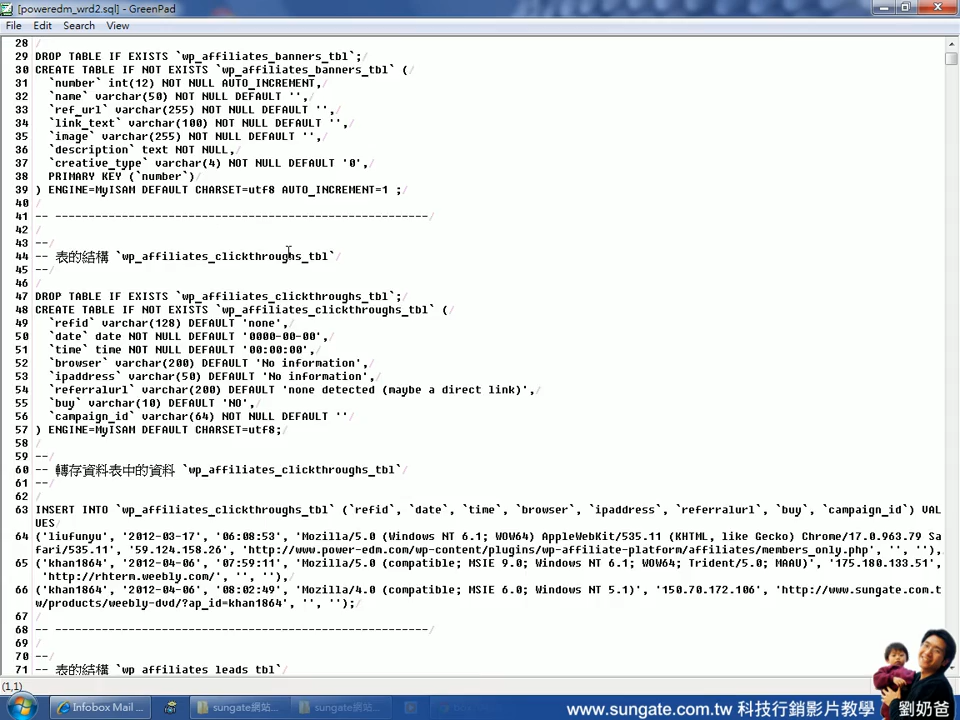 [poweredm_wrd2.sql] - GreenPad
File Edit Search View
28 /
29 DROP TABLE IF EXISTS `wp_affiliates_banners_tbl`;/
30 CREATE TABLE IF NOT EXISTS `wp_affiliates_banners_tbl` (/
31 `number` int(12) NOT NULL AUTO_INCREMENT,/
32 `name` varchar(50) NOT NULL DEFAULT '',/
33 `ref_url` varchar(255) NOT NULL DEFAULT '',/
34 `link_text` varchar(100) NOT NULL DEFAULT '',/
35 `image` varchar(255) NOT NULL DEFAULT '',/
36 `description` text NOT NULL,/
37 `creative_type` varchar(4) NOT NULL DEFAULT '0',/
38 PRIMARY KEY (`number`)/
39 ) ENGINE=MyISAM DEFAULT CHARSET=utf8 AUTO_INCREMENT=1 ;/
40 /
41 -- --------------------------------------------------------/
42 /
43 --/
44 -- 表的結構 `wp_affiliates_clickthroughs_tbl`/
45 --/
46 /
47 DROP TABLE IF EXISTS `wp_affiliates_clickthroughs_tbl`;/
48 CREATE TABLE IF NOT EXISTS `wp_affiliates_clickthroughs_tbl` (/
49 `refid` varchar(128) DEFAULT 'none',/
50 `date` date NOT NULL DEFAULT '0000-00-00',/
51 `time` time NOT NULL DEFAULT '00:00:00',/
52 `browser` varchar(200) DEFAULT 'No information',/
53 `ipaddress` varchar(50) DEFAULT 'No information',/
54 `referralurl` varchar(200) DEFAULT 'none detected (maybe a direct link)',/
55 `buy` varchar(10) DEFAULT 'NO',/
56 `campaign_id` varchar(64) NOT NULL DEFAULT ''/
57 ) ENGINE=MyISAM DEFAULT CHARSET=utf8;/
58 /
59 --/
60 -- 轉存資料表中的資料 `wp_affiliates_clickthroughs_tbl`/
61 --/
62 /
63 INSERT INTO `wp_affiliates_clickthroughs_tbl` (`refid`, `date`, `time`, `browser`, `ipaddress`, `referralurl`, `buy`, `campaign_id`) VAL
UES/
64 ('liufunyu', '2012-03-17', '06:08:53', 'Mozilla/5.0 (Windows NT 6.1; WOW64) AppleWebKit/535.11 (KHTML, like Gecko) Chrome/17.0.963.79 Sa
fari/535.11', '59.124.158.26', 'http://www.power-edm.com/wp-content/plugins/wp-affiliate-platform/affiliates/members_only.php', '', ''),/
65 ('khan1864', '2012-04-06', '07:59:11', 'Mozilla/5.0 (compatible; MSIE 9.0; Windows NT 6.1; WOW64; Trident/5.0; MAAU)', '175.180.133.51',
'http://rhterm.weebly.com/', '', ''),/
66 ('khan1864', '2012-04-06', '08:02:49', 'Mozilla/4.0 (compatible; MSIE 6.0; Windows NT 5.1)', '150.70.172.106', 'http://www.sungate.com.t
w/products/weebly-dvd/?ap_id=khan1864', '', '');/
67 /
68 -- --------------------------------------------------------/
69 /
70 --/
71 -- 表的結構 `wp_affiliates_leads_tbl`/
(1,1)
Infobox Mail ...
sungate網站...
sungate網站...
www.sungate.com.tw 科技行銷影片教學
劉奶爸